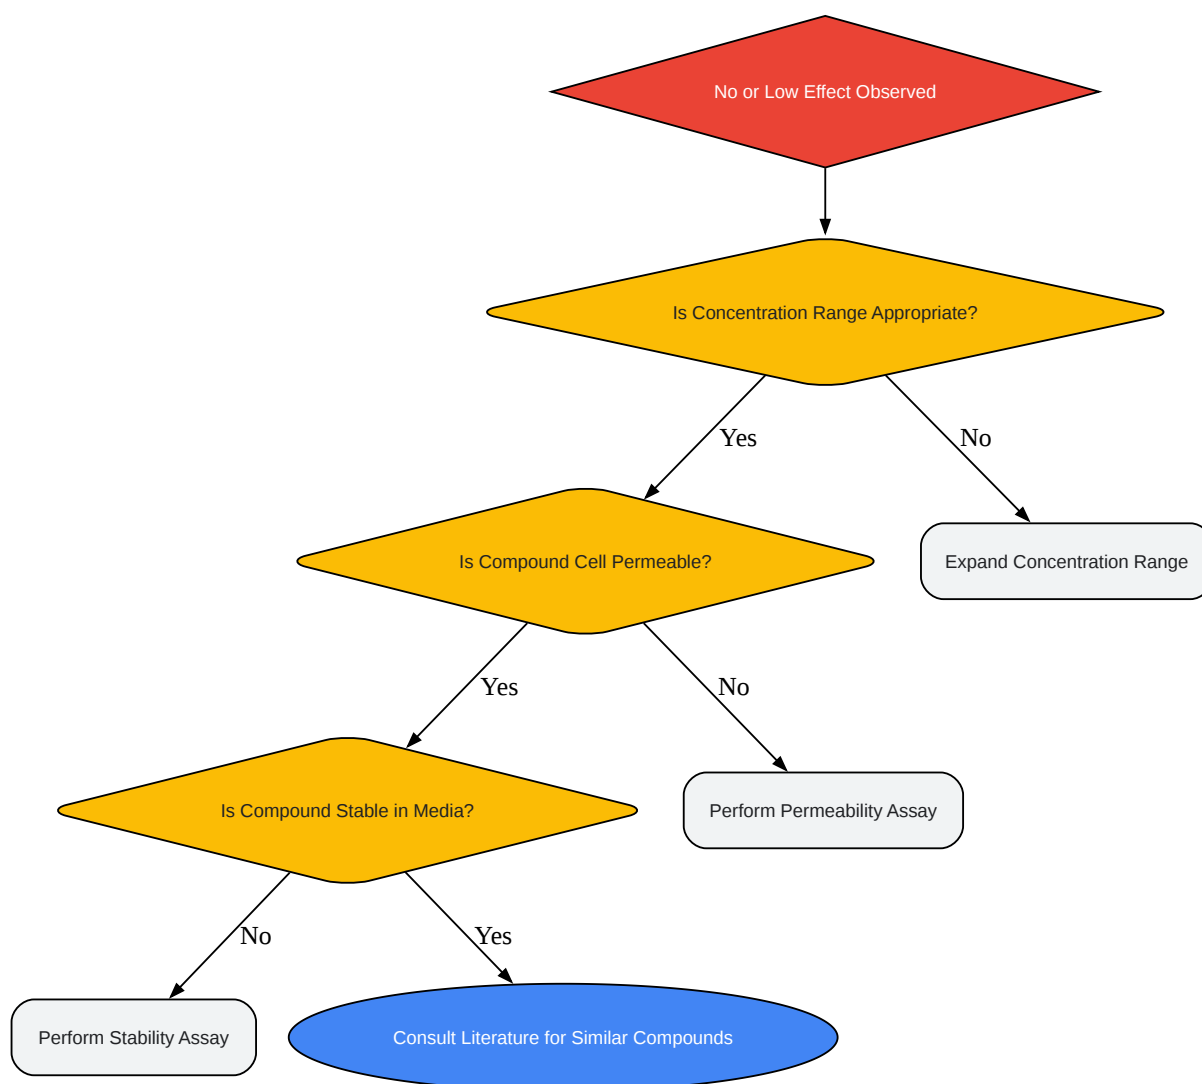 No or Low Effect Observed
Is Concentration Range Appropriate?
Yes
No
Is Compound Cell Permeable?
Expand Concentration Range
Yes
No
Is Compound Stable in Media?
Perform Permeability Assay
No
Yes
Perform Stability Assay
Consult Literature for Similar Compounds